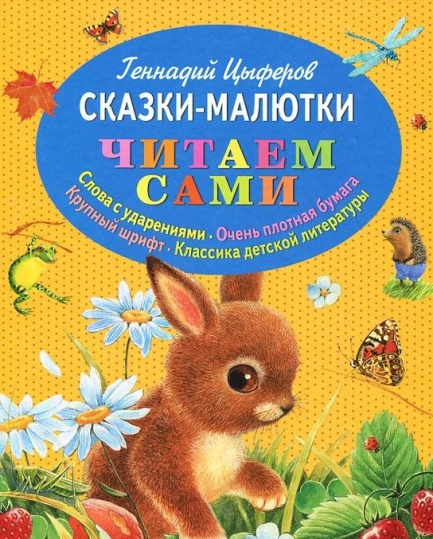 Геннадий Цыферов
СКАЗКИ-МАЛЮТКИ
ЧИТАЕМ
САМИ
Слова с ударениями · Очень плотная бумага
Крупный шрифт · Классика детской литературы